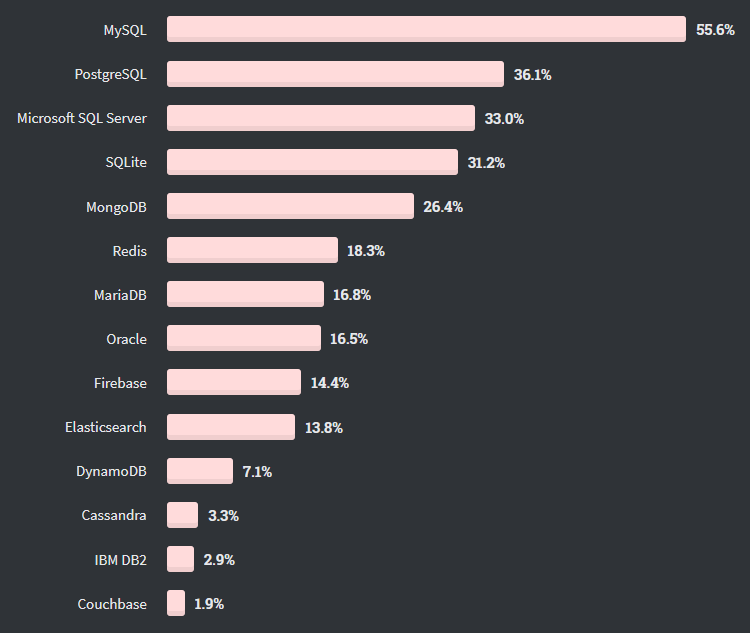 MySQL 55.6%
PostgreSQL 36.1%
Microsoft SQL Server 33.0%
SQLite 31.2%
MongoDB 26.4%
Redis 18.3%
MariaDB 16.8%
Oracle 16.5%
Firebase 14.4%
Elasticsearch 13.8%
DynamoDB 7.1%
Cassandra 3.3%
IBM DB2 2.9%
Couchbase 1.9%